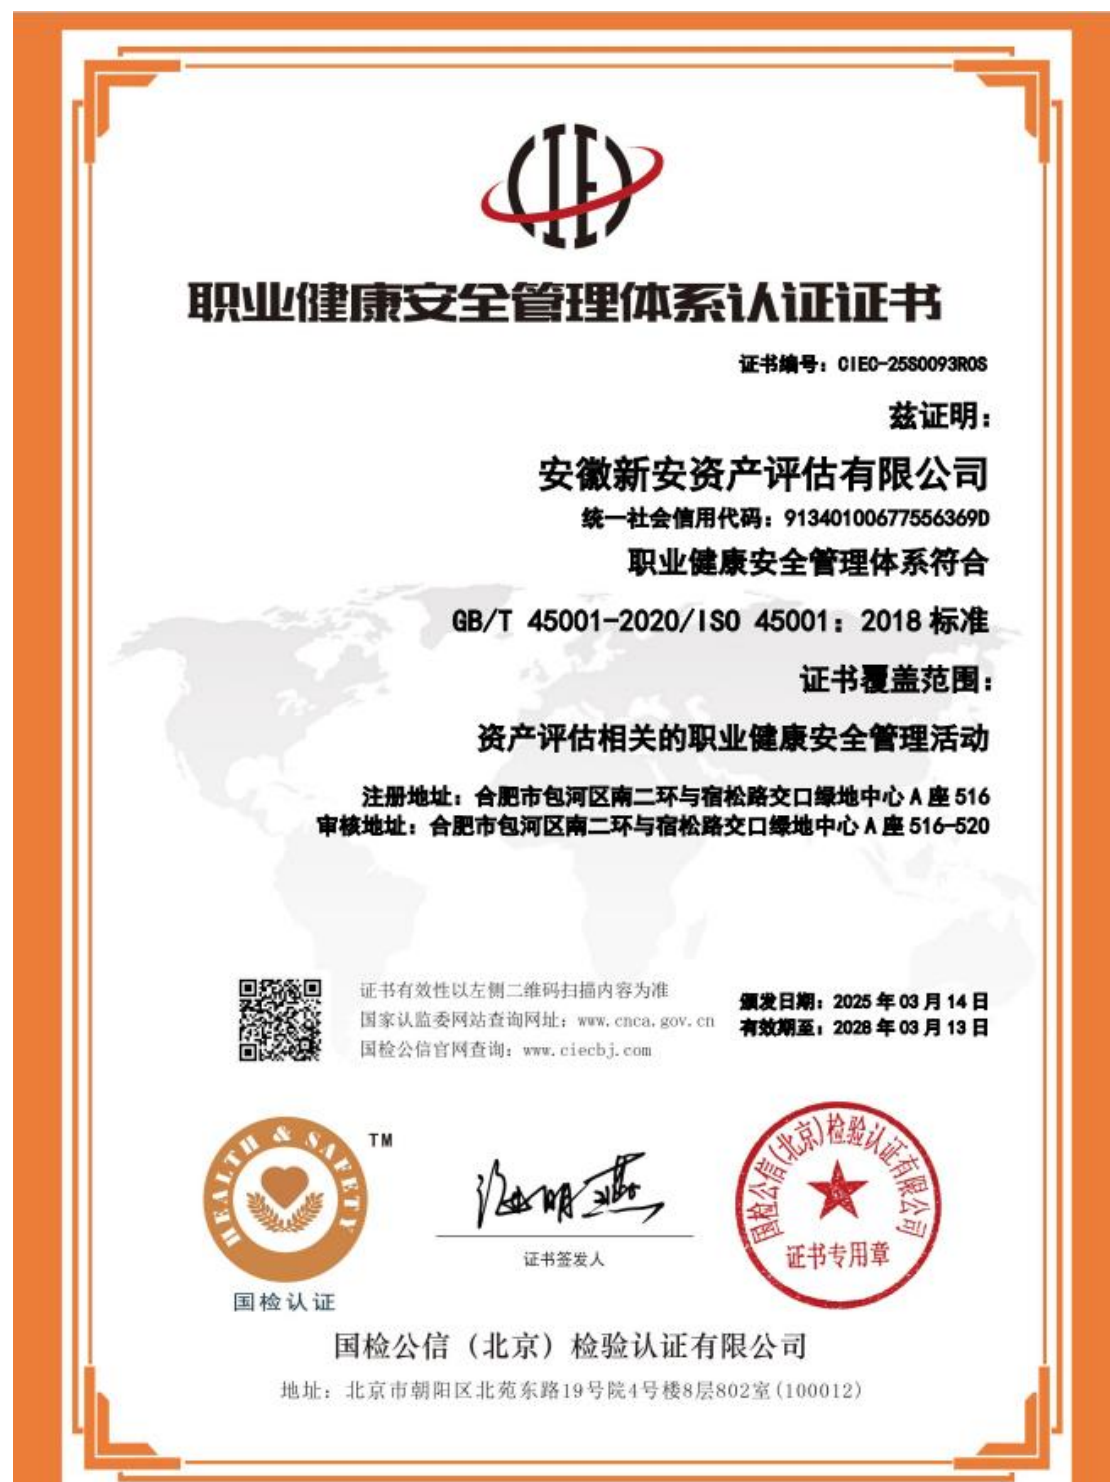 CIEC
职业健康安全管理体系认证证书
证书编号：CIEC-25S0093R0S
兹证明：
安徽新安资产评估有限公司
统一社会信用代码：91340100677556369D
职业健康安全管理体系符合
GB/T 45001-2020/ISO 45001：2018 标准
证书覆盖范围：
资产评估相关的职业健康安全管理活动
注册地址：合肥市包河区南二环与宿松路交口绿地中心 A 座 516
审核地址：合肥市包河区南二环与宿松路交口绿地中心 A 座 516-520
证书有效性以左侧二维码扫描内容为准
国家认监委网站查询网址：www.cnca.gov.cn
国检公信官网查询：www.ciecbj.com
颁发日期：2025 年 03 月 14 日
有效期至：2028 年 03 月 13 日
HEALTH & SAFETY
TM
国检认证
证书签发人
国检公信(北京)检验认证有限公司
证书专用章
国检公信（北京）检验认证有限公司
地址：北京市朝阳区北苑东路19号院4号楼8层802室(100012)